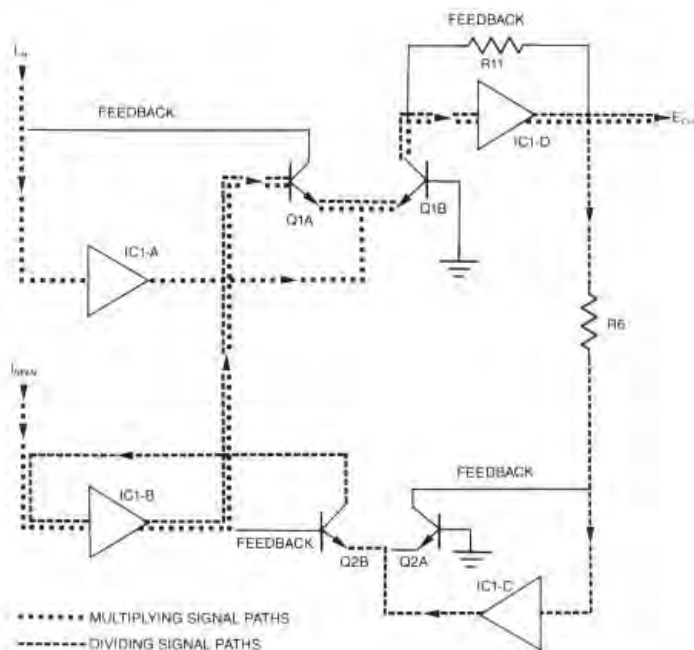 FEEDBACK
R11
I
FEEDBACK
IC1-D
Q1A
Q1B
IC1-A
R6
I SPAN
FEEDBACK
IC1-B
FEEDBACK
Q2B
Q2A
IC1-C
MULTIPLYING SIGNAL PATHS
DIVIDING SIGNAL PATHS